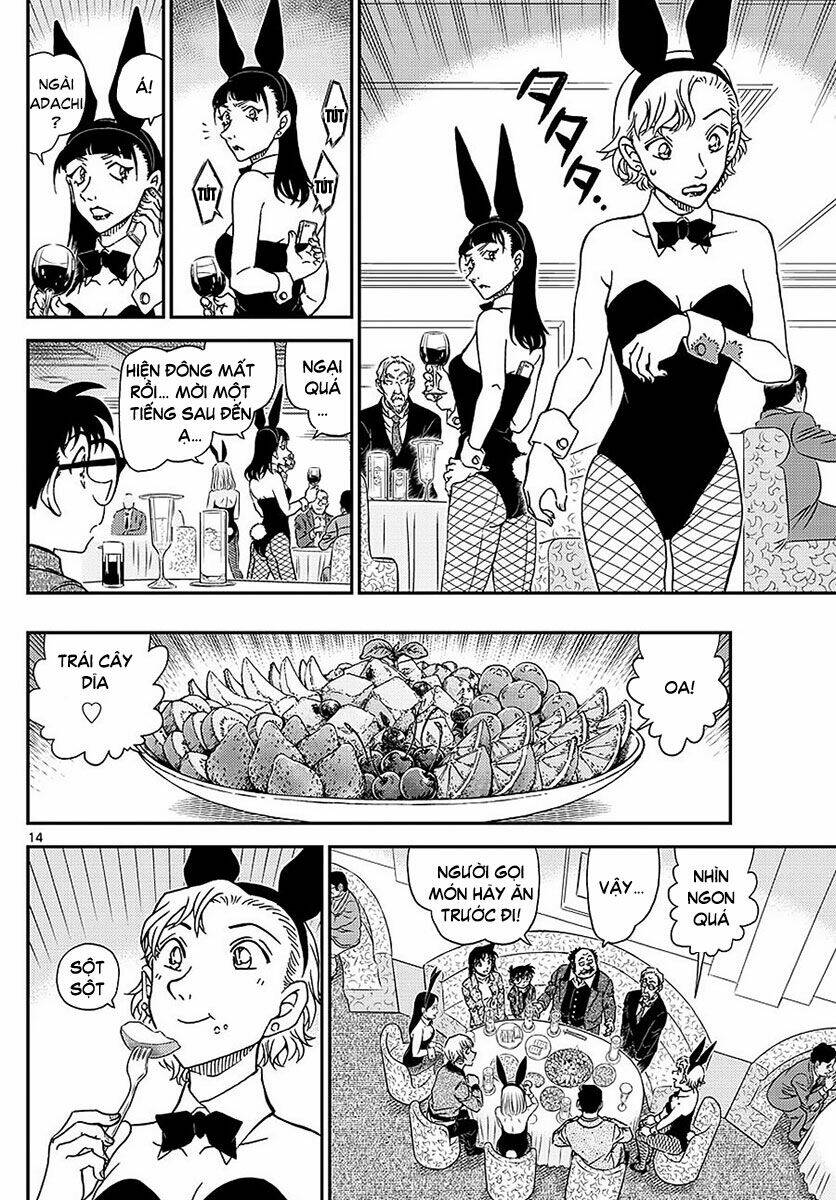 タタタ..
TÚT
TÚT
TÚT
Á!
NGÀI
ADACHI
?
NGẠI
QUÁ
...
HIỆN ĐÔNG MẤT
RỒI... MỜI MỘT
TIẾNG SAU ĐẾN
Ạ...
OA!
TRÁI CÂY
DĨA
♡
14
NHÌN
NGON
QUÁ
VẬY...
NGƯỜI GỌI
MÓN HÃY ĂN
TRƯỚC ĐI!
SỘT
SỘT